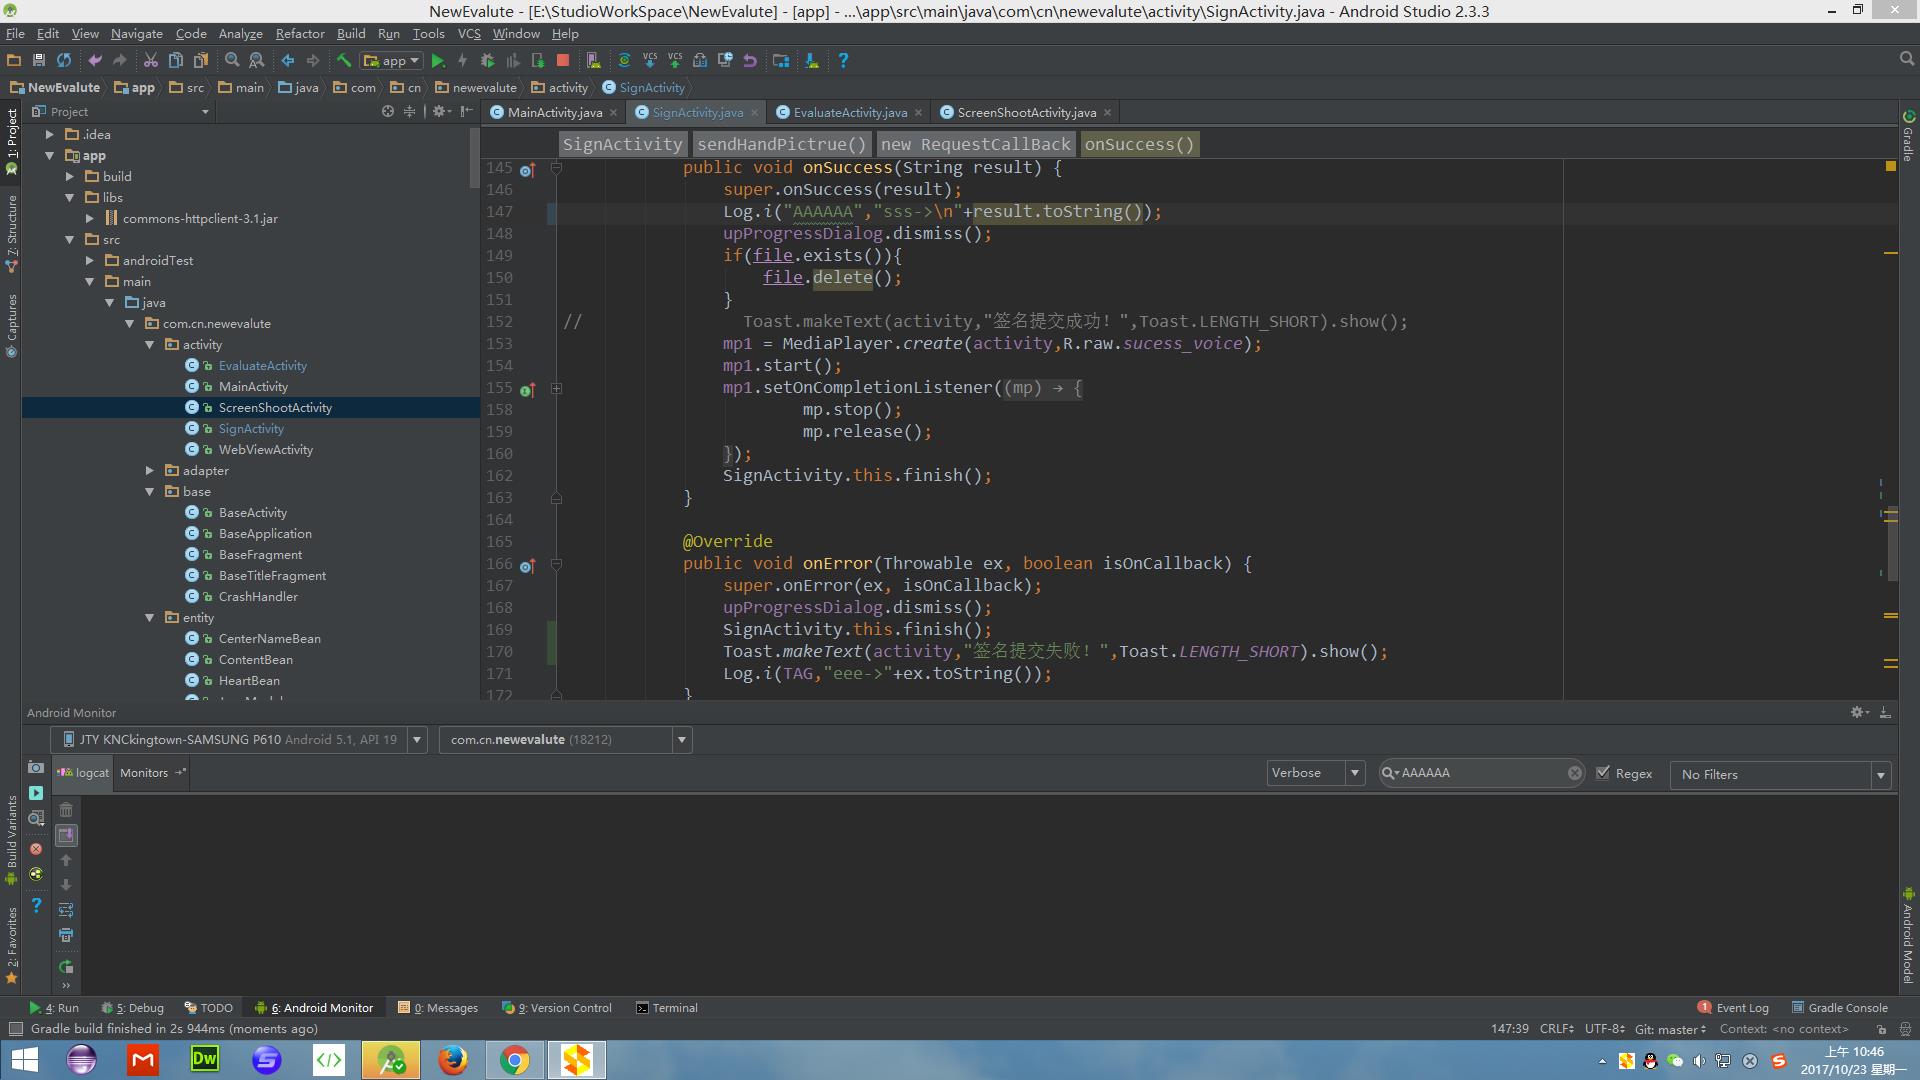 NewEvalute - [E:\StudioWorkSpace\NewEvalute] - [app] - ...\app\src\main\java\com\cn\newevalute\activity\SignActivity.java - Android Studio 2.3.3
File Edit View Navigate Code Analyze Refactor Build Run Tools VCS Window Help
app
NewEvalute app src main java com cn newevalute activity SignActivity
Project
MainActivity.java SignActivity.java EvaluateActivity.java ScreenShootActivity.java
SignActivity sendHandPictrue() new RequestCallBack onSuccess()
1: Project
7: Structure
Captures
Build Variants
2: Favorites
.idea
app
build
libs
commons-httpclient-3.1.jar
src
androidTest
main
java
com.cn.newevalute
activity
EvaluateActivity
MainActivity
ScreenShootActivity
SignActivity
WebViewActivity
adapter
base
BaseActivity
BaseApplication
BaseFragment
BaseTitleFragment
CrashHandler
entity
CenterNameBean
ContentBean
HeartBean
145 public void onSuccess(String result) {
146 super.onSuccess(result);
147 Log.i("AAAAAA","sss->\n"+result.toString());
148 upProgressDialog.dismiss();
149 if(file.exists()){
150 file.delete();
151 }
152 // Toast.makeText(activity,"签名提交成功！",Toast.LENGTH_SHORT).show();
153 mp1 = MediaPlayer.create(activity,R.raw.sucess_voice);
154 mp1.start();
155 mp1.setOnCompletionListener((mp) → {
158 mp.stop();
159 mp.release();
160 });
162 SignActivity.this.finish();
163 }
164
165 @Override
166 public void onError(Throwable ex, boolean isOnCallback) {
167 super.onError(ex, isOnCallback);
168 upProgressDialog.dismiss();
169 SignActivity.this.finish();
170 Toast.makeText(activity,"签名提交失败！",Toast.LENGTH_SHORT).show();
171 Log.i(TAG,"eee->"+ex.toString());
172 }
Gradle
Android Model
Android Monitor
JTY KNCkingtown-SAMSUNG P610 Android 5.1, API 19 com.cn.newevalute (18212)
logcat Monitors Verbose AAAAAA Regex No Filters
4: Run 5: Debug TODO 6: Android Monitor 0: Messages 9: Version Control Terminal 1 Event Log Gradle Console
Gradle build finished in 2s 944ms (moments ago) 147:39 CRLF UTF-8 Git: master Context: <no context>
Dw
上午 10:46
2017/10/23 星期一